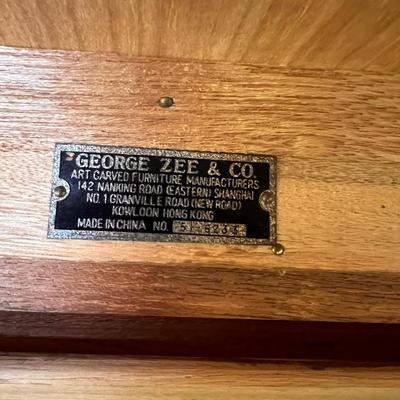 GEORGE ZEE & CO.
ART CARVED FURNITURE MANUFACTURERS
142 NANKING ROAD (EASTERN) SHANGHAI
NO. 1 GRANVILLE ROAD (NEW ROAD)
KOWLOON HONG KONG
MADE IN CHINA NO.